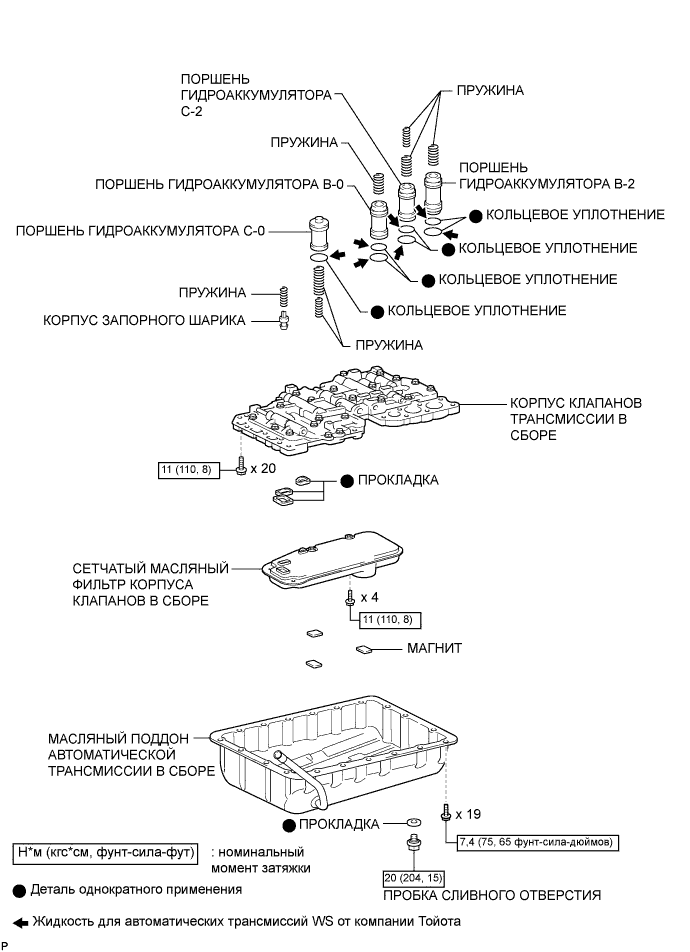 ПОРШЕНЬ
ГИДРОАККУМУЛЯТОРА
С-2
ПРУЖИНА
ПРУЖИНА
ПОРШЕНЬ
ГИДРОАККУМУЛЯТОРА В-2
ПОРШЕНЬ ГИДРОАККУМУЛЯТОРА В-0
КОЛЬЦЕВОЕ УПЛОТНЕНИЕ
ПОРШЕНЬ ГИДРОАККУМУЛЯТОРА С-0
КОЛЬЦЕВОЕ УПЛОТНЕНИЕ
КОЛЬЦЕВОЕ УПЛОТНЕНИЕ
ПРУЖИНА
КОЛЬЦЕВОЕ УПЛОТНЕНИЕ
КОРПУС ЗАПОРНОГО ШАРИКА
ПРУЖИНА
КОРПУС КЛАПАНОВ
ТРАНСМИССИИ В
СБОРЕ
11 (110, 8)
x 20
ПРОКЛАДКА
СЕТЧАТЫЙ МАСЛЯНЫЙ
ФИЛЬТР КОРПУСА
КЛАПАНОВ В СБОРЕ
x 4
11 (110, 8)
МАГНИТ
МАСЛЯНЫЙ ПОДДОН
АВТОМАТИЧЕСКОЙ
ТРАНСМИССИИ В СБОРЕ
x 19
ПРОКЛАДКА
7,4 (75, 65 фунт-сила-дюймов)
Н*м (кгс*см, фунт-сила-фут)
: номинальный
момент затяжки
20 (204, 15)
ПРОБКА СЛИВНОГО ОТВЕРСТИЯ
Деталь однократного применения
Жидкость для автоматических трансмиссий WS от компании Тойота
P